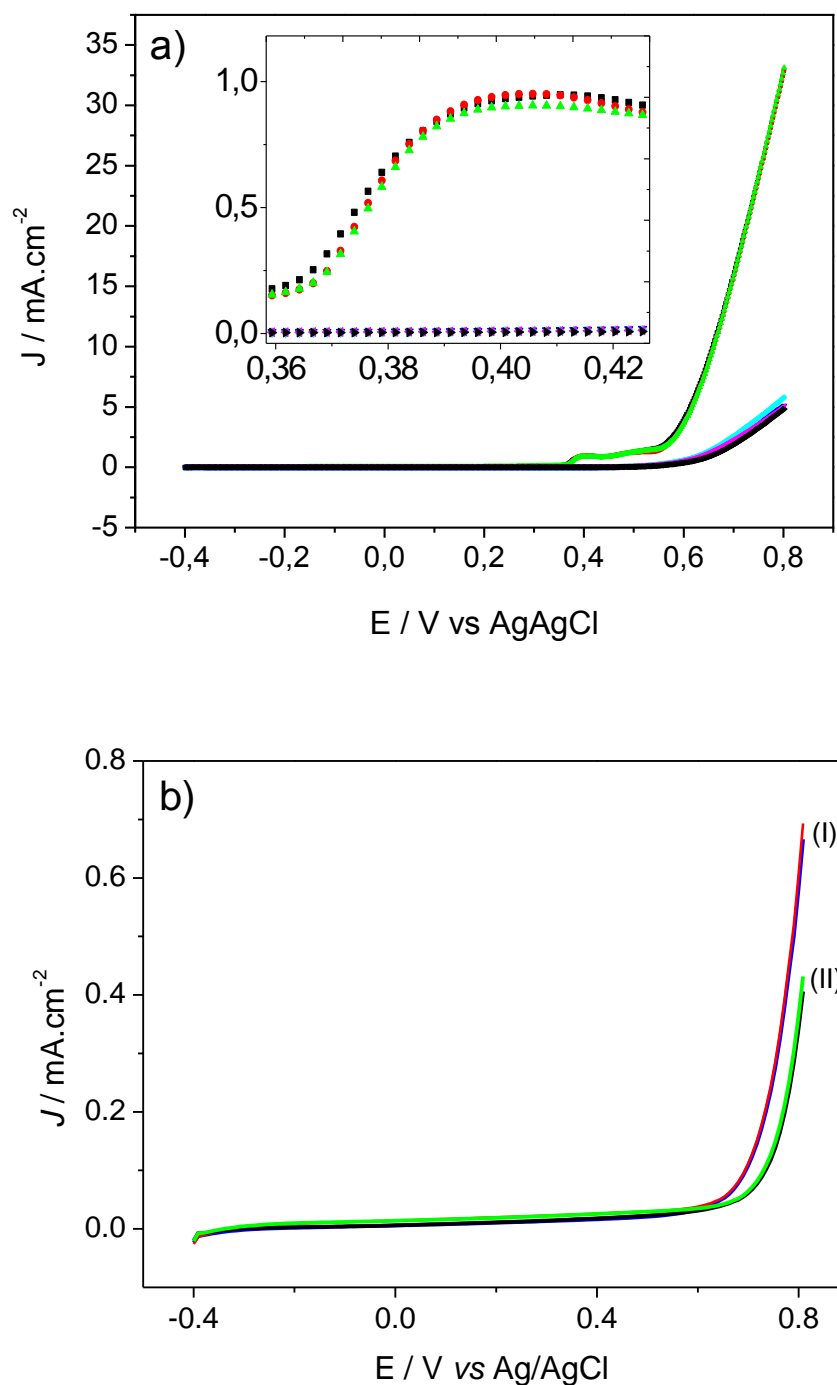 a)
35
30
25
20
15
10
5
0
-5
J / mA.cm-2
1,0
0,5
0,0
0,36 0,38 0,40 0,42
-0,4 -0,2 0,0 0,2 0,4 0,6 0,8
E / V vs AgAgCl
b)
0.8
0.6
0.4
0.2
0.0
J / mA.cm-2
(I)
(II)
-0.4 0.0 0.4 0.8
E / V vs Ag/AgCl